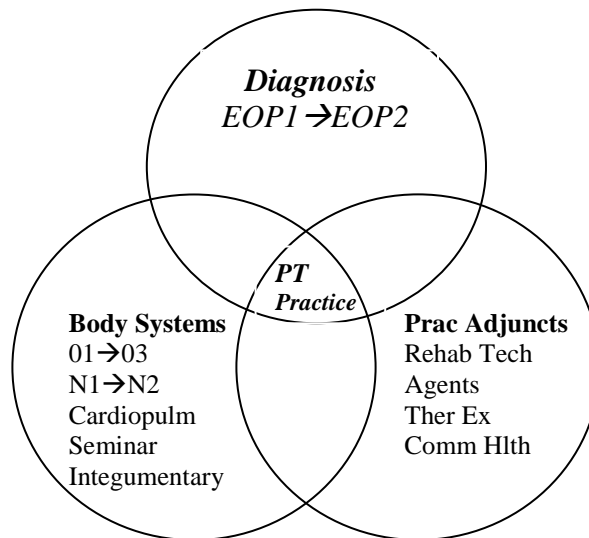 Diagnosis
EOP1→EOP2
PT
Practice
Body Systems
01→03
N1→N2
Cardiopulm
Seminar
Integumentary
Prac Adjuncts
Rehab Tech
Agents
Ther Ex
Comm Hlth